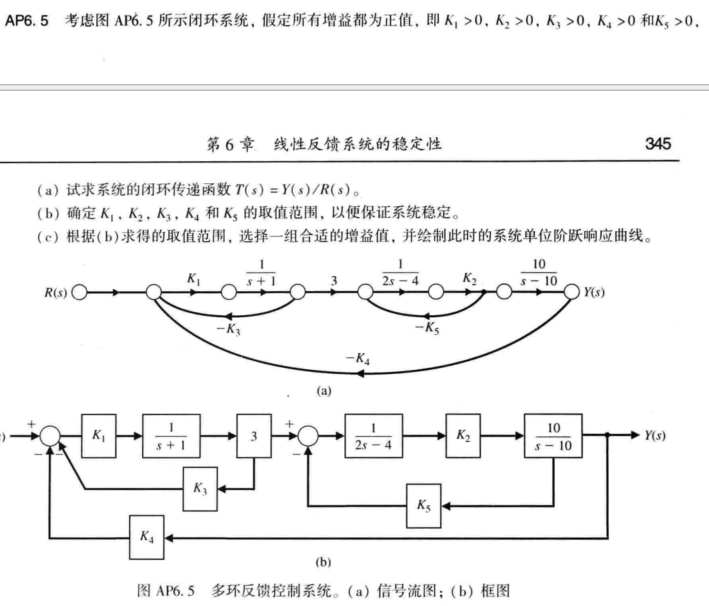 AP6.5 考虑图 AP6.5 所示闭环系统，假定所有增益都为正值，即 K₁ >0，K₂ >0，K₃ >0，K₄ >0 和K₅ >0，
第 6 章 线性反馈系统的稳定性 345
(a) 试求系统的闭环传递函数 T(s) = Y(s)/R(s)。
(b) 确定 K₁，K₂，K₃，K₄ 和 K₅ 的取值范围，以便保证系统稳定。
(c) 根据(b)求得的取值范围，选择一组合适的增益值，并绘制此时的系统单位阶跃响应曲线。
R(s) K₁ 1/(s + 1) 3 1/(2s − 4) K₂ 10/(s − 10) Y(s)
−K₃ −K₅
−K₄
(a)
) + − − K₁ 1/(s + 1) 3 + − 1/(2s − 4) K₂ 10/(s − 10) Y(s)
K₃ K₅
K₄
(b)
图 AP6.5 多环反馈控制系统。(a) 信号流图；(b) 框图